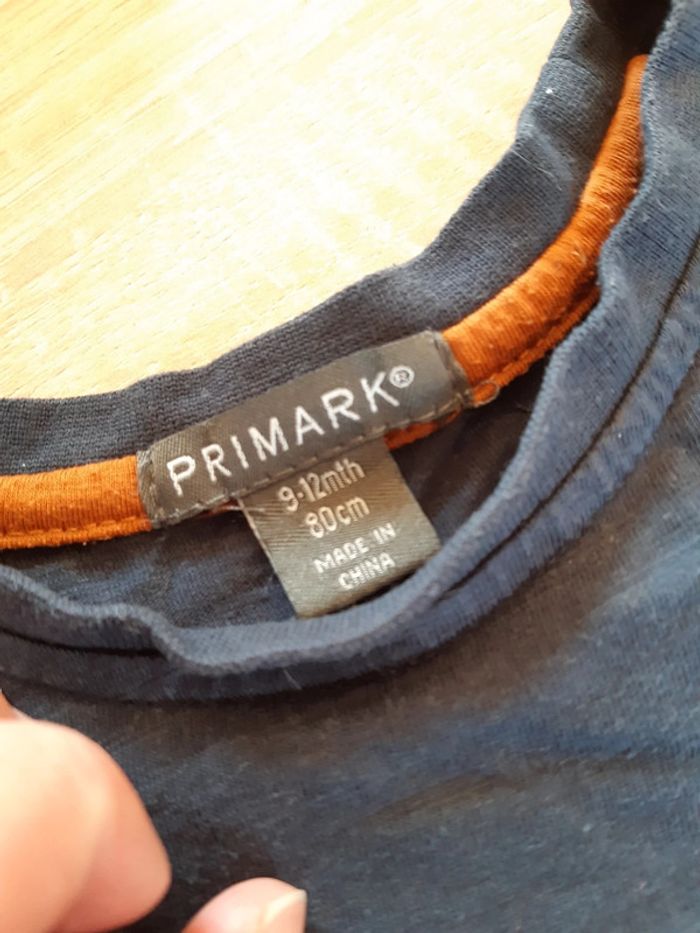 PRIMARK®
9-12mth
80cm
MADE IN
CHINA